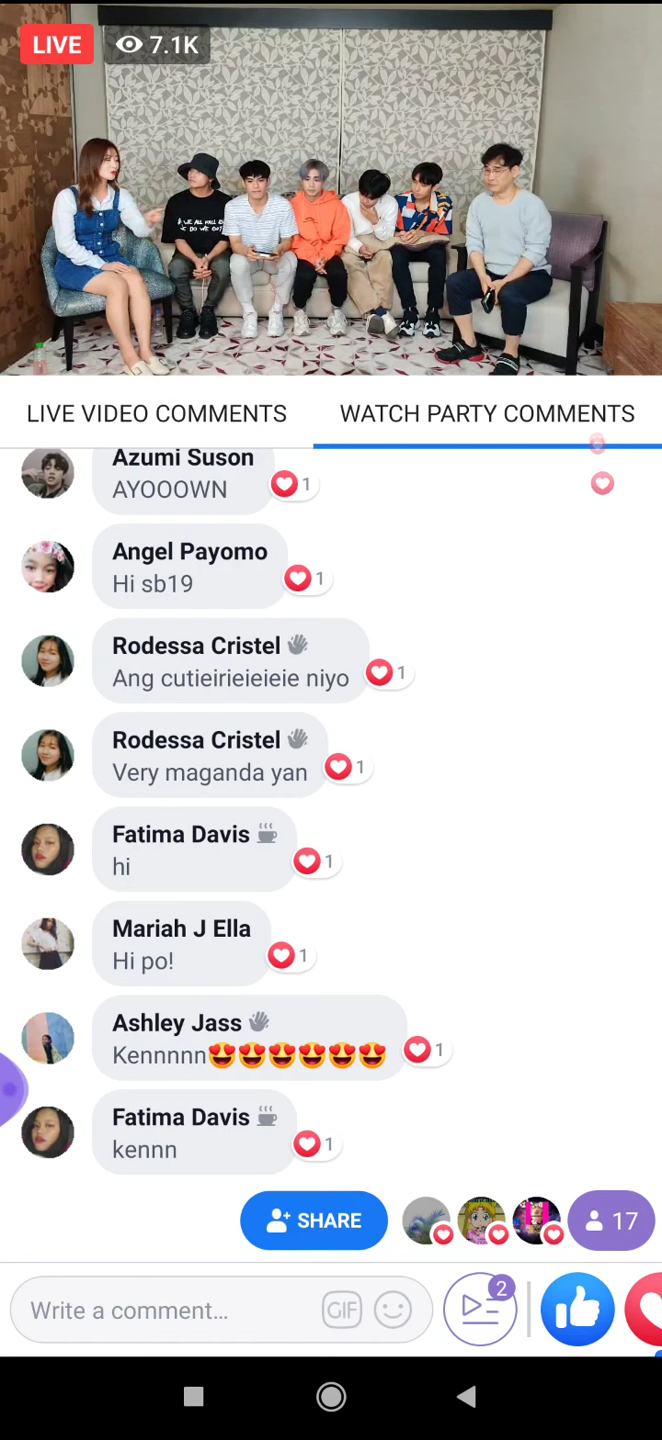 LIVE
7.1K
LIVE VIDEO COMMENTS
WATCH PARTY COMMENTS
Azumi Suson
AYOOOWN
1
Angel Payomo
Hi sb19
1
Rodessa Cristel
Ang cutieirieieieie niyo
1
Rodessa Cristel
Very maganda yan
1
Fatima Davis
hi
1
Mariah J Ella
Hi po!
1
Ashley Jass
Kennnnn😍😍😍😍😍😍
1
Fatima Davis
kennn
1
SHARE
17
Write a comment...
GIF
2